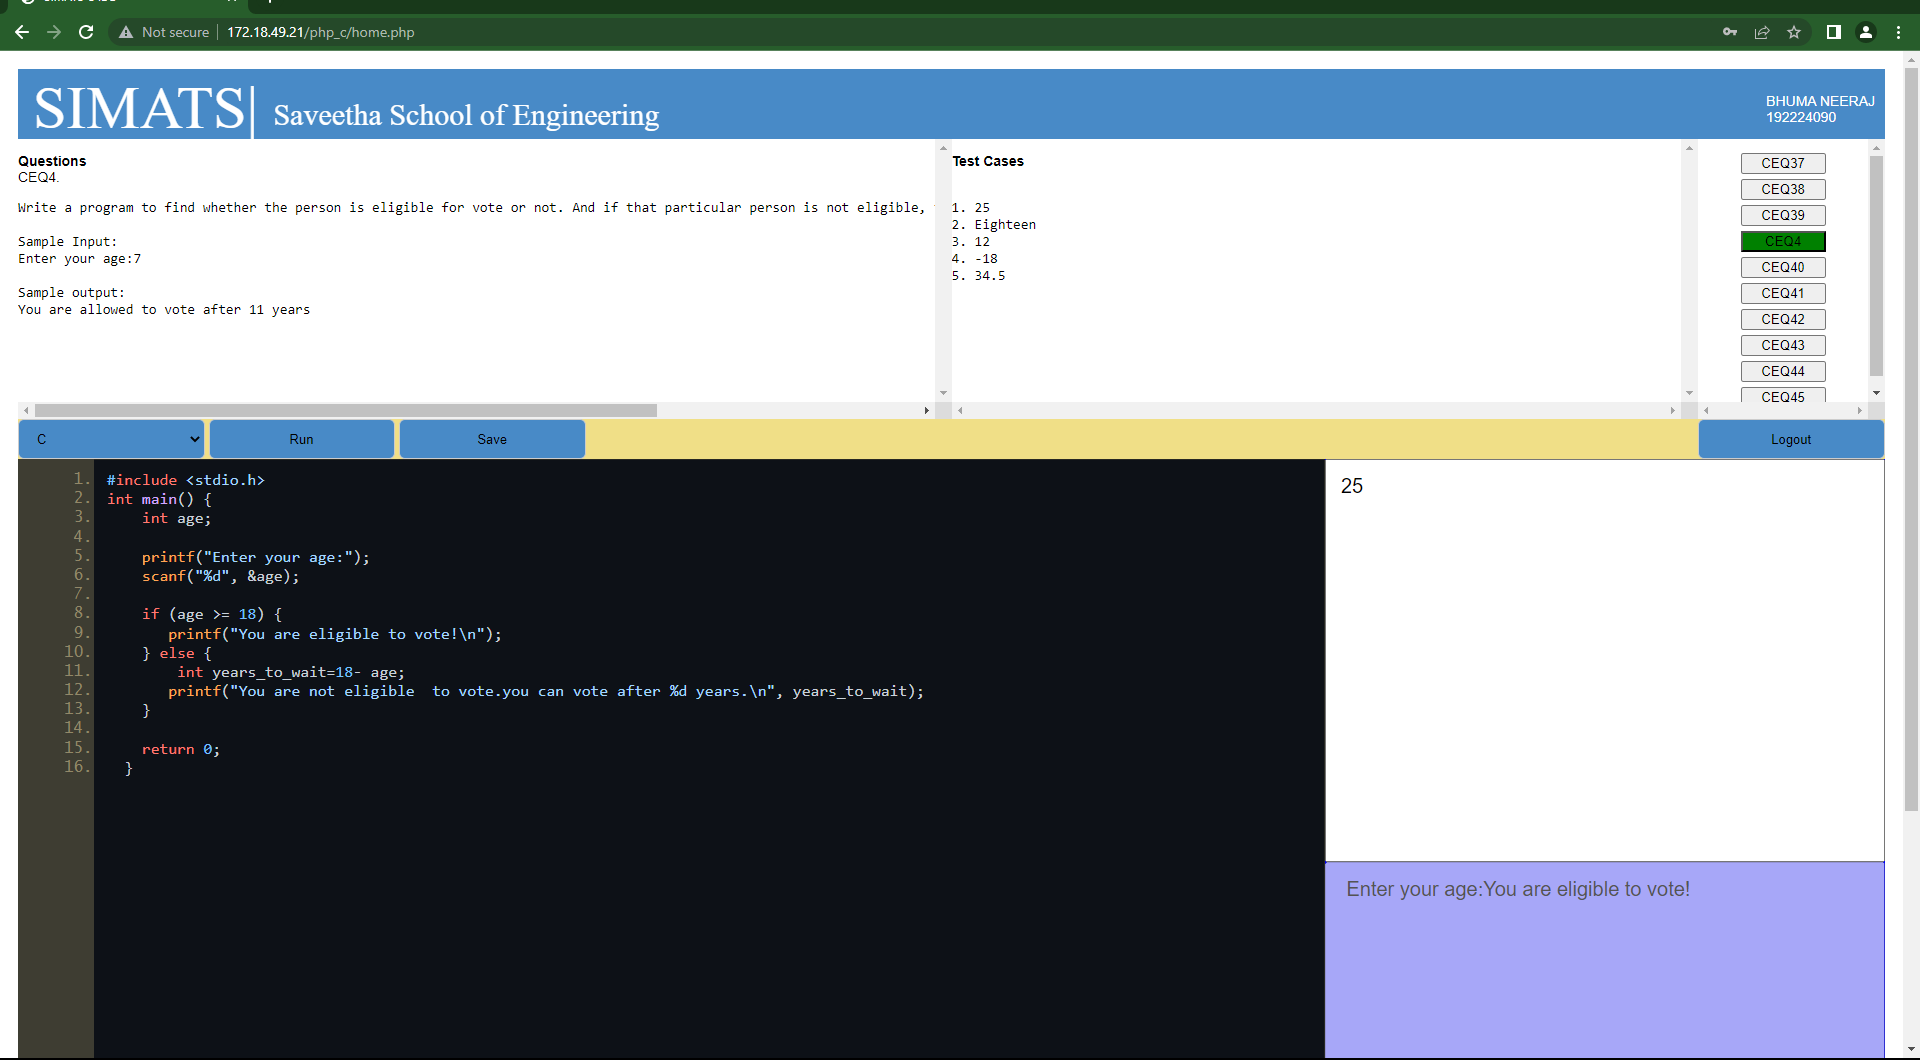 Not secure | 172.18.49.21/php_c/home.php
SIMATS| Saveetha School of Engineering
BHUMA NEERAJ
192224090
Questions
CEQ4.
Write a program to find whether the person is eligible for vote or not. And if that particular person is not eligible,
Sample Input:
Enter your age:7
Sample output:
You are allowed to vote after 11 years
Test Cases
1. 25
2. Eighteen
3. 12
4. -18
5. 34.5
CEQ37
CEQ38
CEQ39
CEQ4
CEQ40
CEQ41
CEQ42
CEQ43
CEQ44
CEQ45
C
Run
Save
Logout
1. #include <stdio.h>
2. int main() {
3. int age;
4.
5. printf("Enter your age:");
6. scanf("%d", &age);
7.
8. if (age >= 18) {
9. printf("You are eligible to vote!\n");
10. } else {
11. int years_to_wait=18- age;
12. printf("You are not eligible  to vote.you can vote after %d years.\n", years_to_wait);
13. }
14.
15. return 0;
16. }
25
Enter your age:You are eligible to vote!